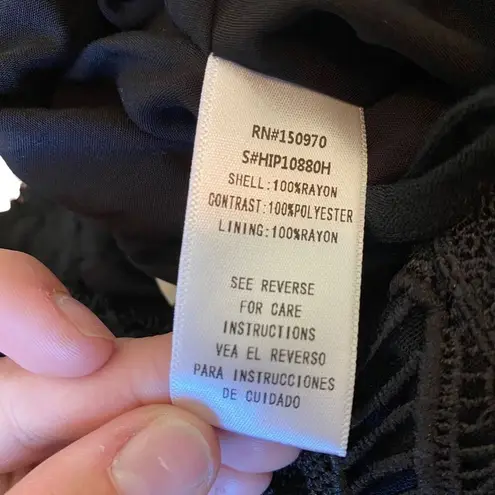 RN#150970
S#HIP10880H
SHELL:100%RAYON
CONTRAST:100%POLYESTER
LINING:100%RAYON
SEE REVERSE
FOR CARE
INSTRUCTIONS
VEA EL REVERSO
PARA INSTRUCCIONES
DE CUIDADO